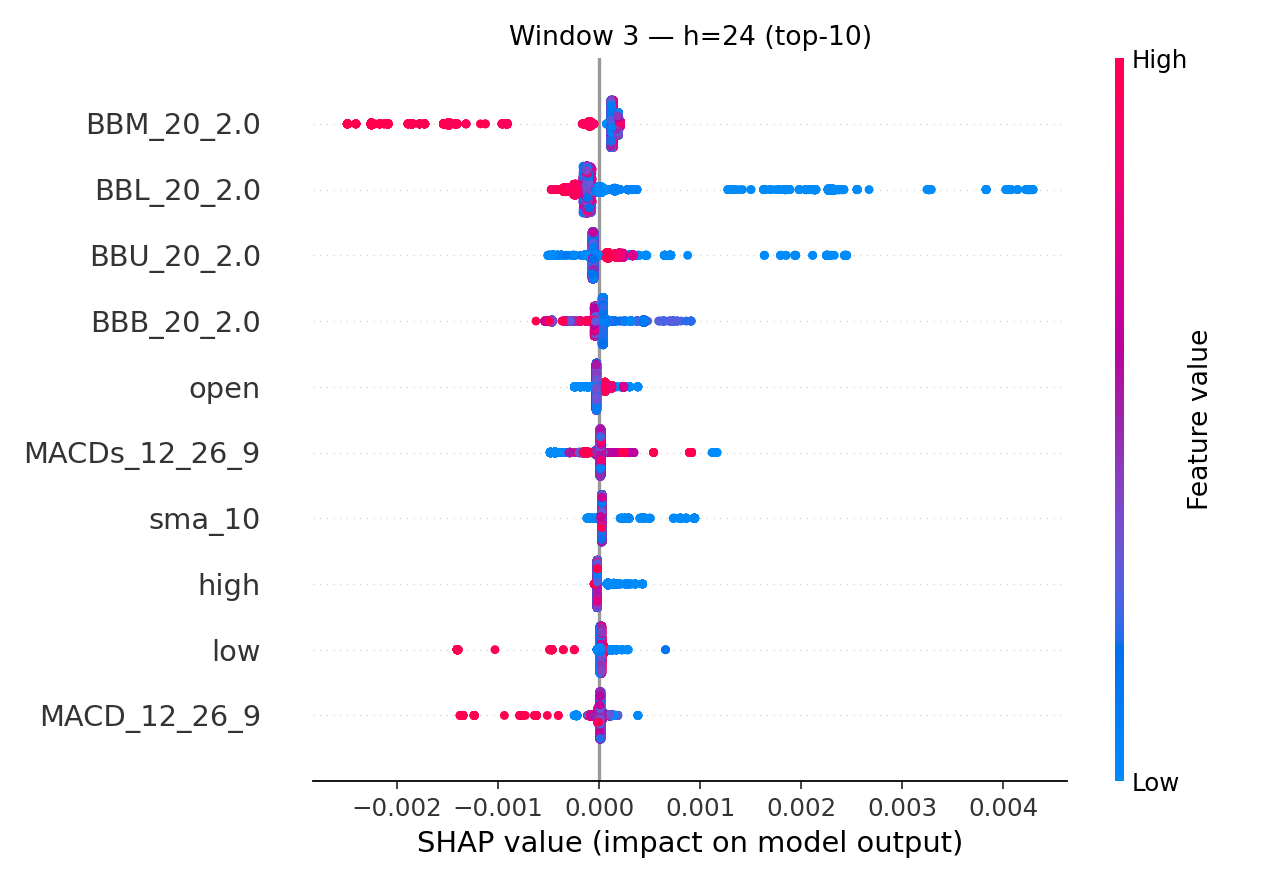 Window 3 — h=24 (top-10)
High
BBM_20_2.0
BBL_20_2.0
BBU_20_2.0
BBB_20_2.0
open
MACDs_12_26_9
sma_10
high
low
MACD_12_26_9
Feature value
Low
−0.002 −0.001 0.000 0.001 0.002 0.003 0.004
SHAP value (impact on model output)